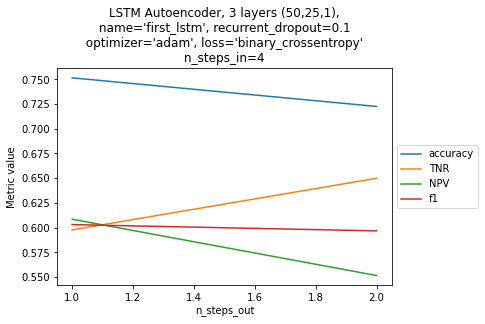 LSTM Autoencoder, 3 layers (50,25,1),
name='first_lstm', recurrent_dropout=0.1
optimizer='adam', loss='binary_crossentropy'
n_steps_in=4
0.750
0.725
0.700
0.675
0.650
0.625
0.600
0.575
0.550
Metric value
1.0 1.2 1.4 1.6 1.8 2.0
n_steps_out
accuracy
TNR
NPV
f1